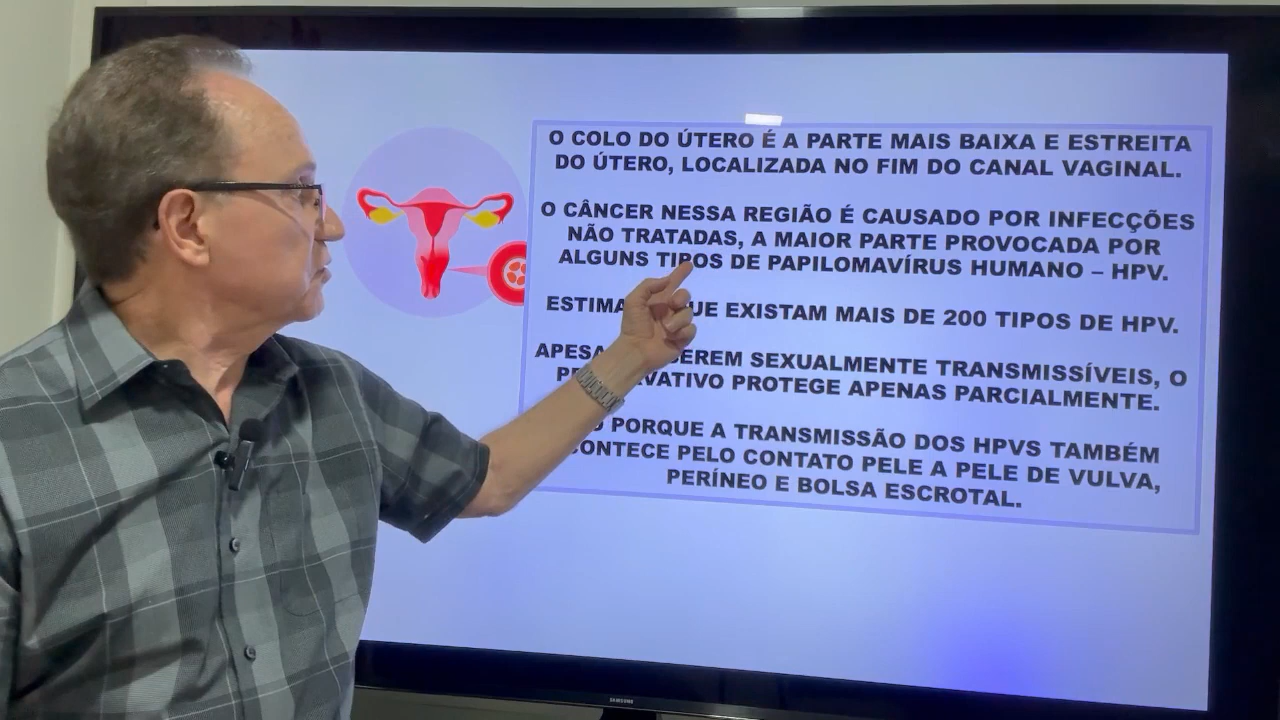 O COLO DO ÚTERO É A PARTE MAIS BAIXA E ESTREITA
DO ÚTERO, LOCALIZADA NO FIM DO CANAL VAGINAL.
O CÂNCER NESSA REGIÃO É CAUSADO POR INFECÇÕES
NÃO TRATADAS, A MAIOR PARTE PROVOCADA POR
ALGUNS TIPOS DE PAPILOMAVÍRUS HUMANO – HPV.
EXISTAM MAIS DE 200 TIPOS DE HPV.
SEREM SEXUALMENTE TRANSMISSÍVEIS, O
PROTEGE APENAS PARCIALMENTE.
PORQUE A TRANSMISSÃO DOS HPVS TAMBÉM
PELO CONTATO PELE A PELE DE VULVA,
PERÍNEO E BOLSA ESCROTAL.
SAMSUNG